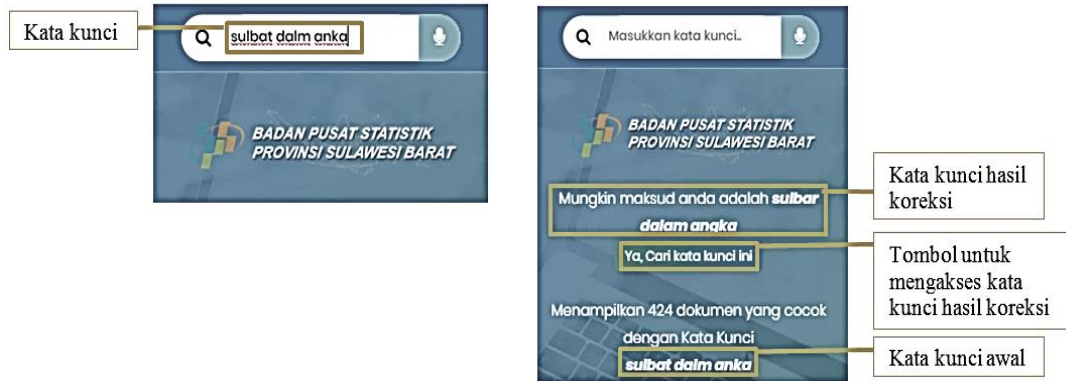 Kata kunci
sulbat dalm anka
BADAN PUSAT STATISTIK
PROVINSI SULAWESI BARAT
Masukkan kata kunci..
BADAN PUSAT STATISTIK
PROVINSI SULAWESI BARAT
Mungkin maksud anda adalah sulbar
dalam angka
Ya, Cari kata kunci ini
Menampilkan 424 dokumen yang cocok
dengan Kata Kunci
sulbat dalm anka
Kata kunci hasil
koreksi
Tombol untuk
mengakses kata
kunci hasil koreksi
Kata kunci awal